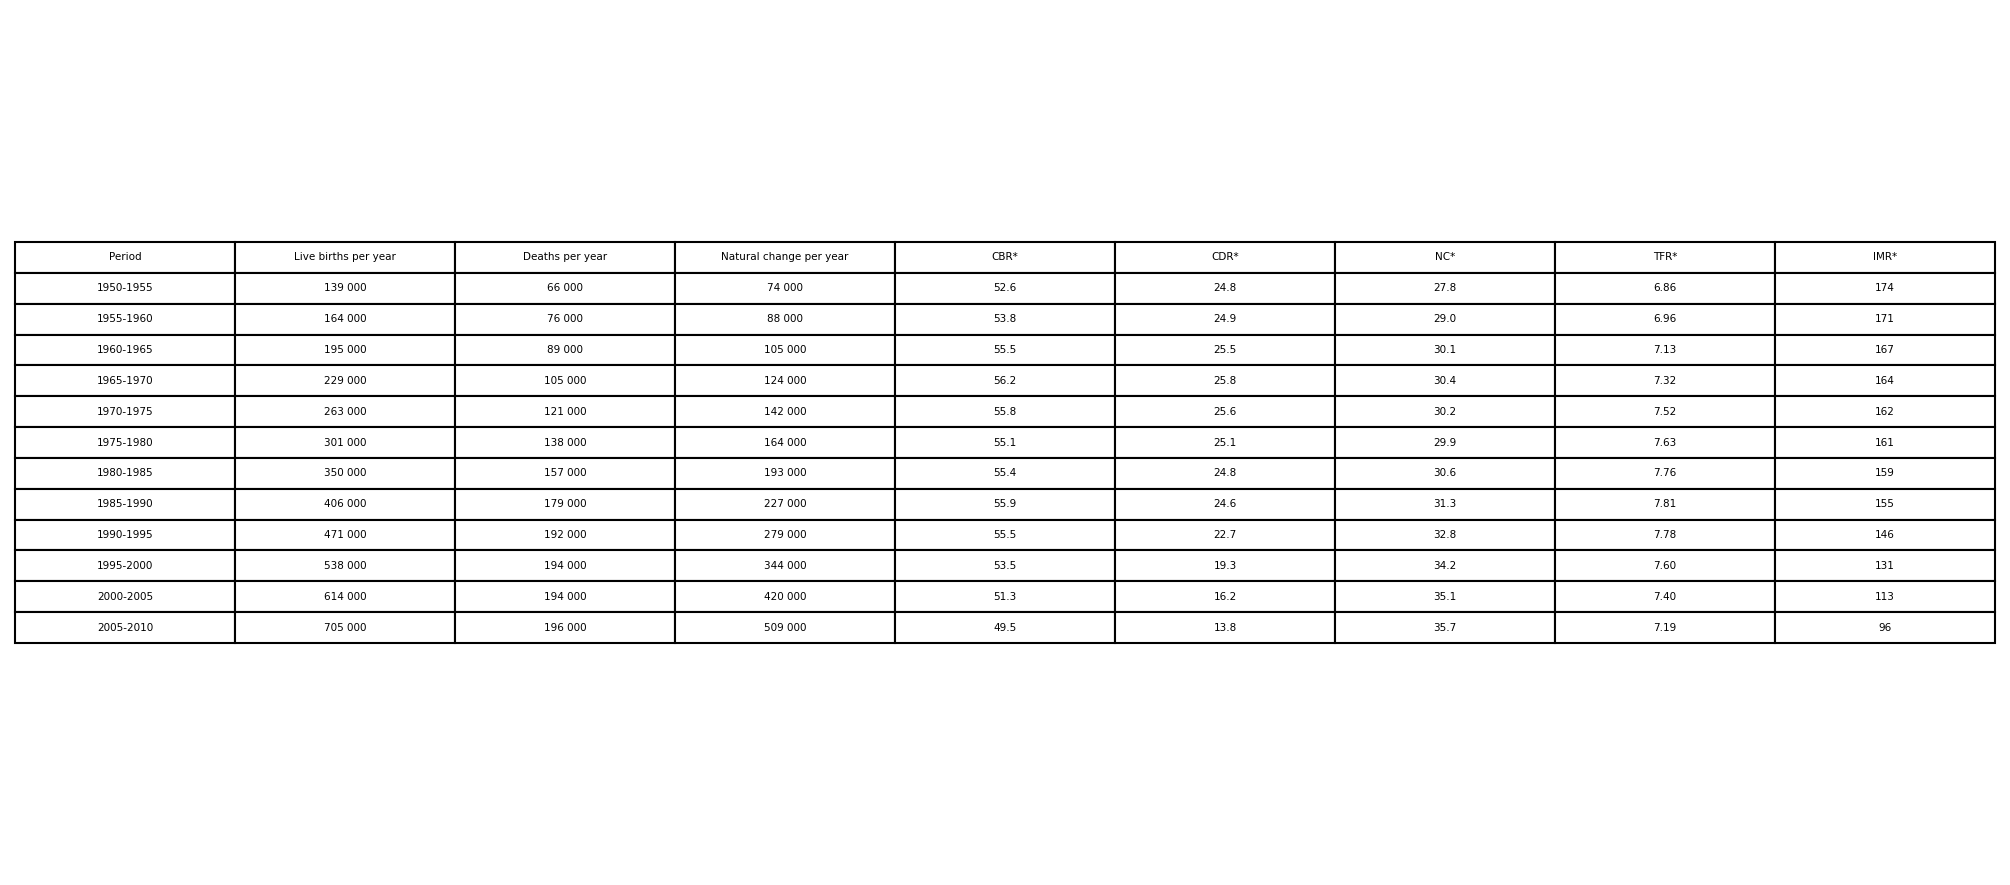 Period Live births per year Deaths per year Natural change per year CBR* CDR* NC* TFR* IMR*
1950-1955 139 000 66 000 74 000 52.6 24.8 27.8 6.86 174
1955-1960 164 000 76 000 88 000 53.8 24.9 29.0 6.96 171
1960-1965 195 000 89 000 105 000 55.5 25.5 30.1 7.13 167
1965-1970 229 000 105 000 124 000 56.2 25.8 30.4 7.32 164
1970-1975 263 000 121 000 142 000 55.8 25.6 30.2 7.52 162
1975-1980 301 000 138 000 164 000 55.1 25.1 29.9 7.63 161
1980-1985 350 000 157 000 193 000 55.4 24.8 30.6 7.76 159
1985-1990 406 000 179 000 227 000 55.9 24.6 31.3 7.81 155
1990-1995 471 000 192 000 279 000 55.5 22.7 32.8 7.78 146
1995-2000 538 000 194 000 344 000 53.5 19.3 34.2 7.60 131
2000-2005 614 000 194 000 420 000 51.3 16.2 35.1 7.40 113
2005-2010 705 000 196 000 509 000 49.5 13.8 35.7 7.19 96